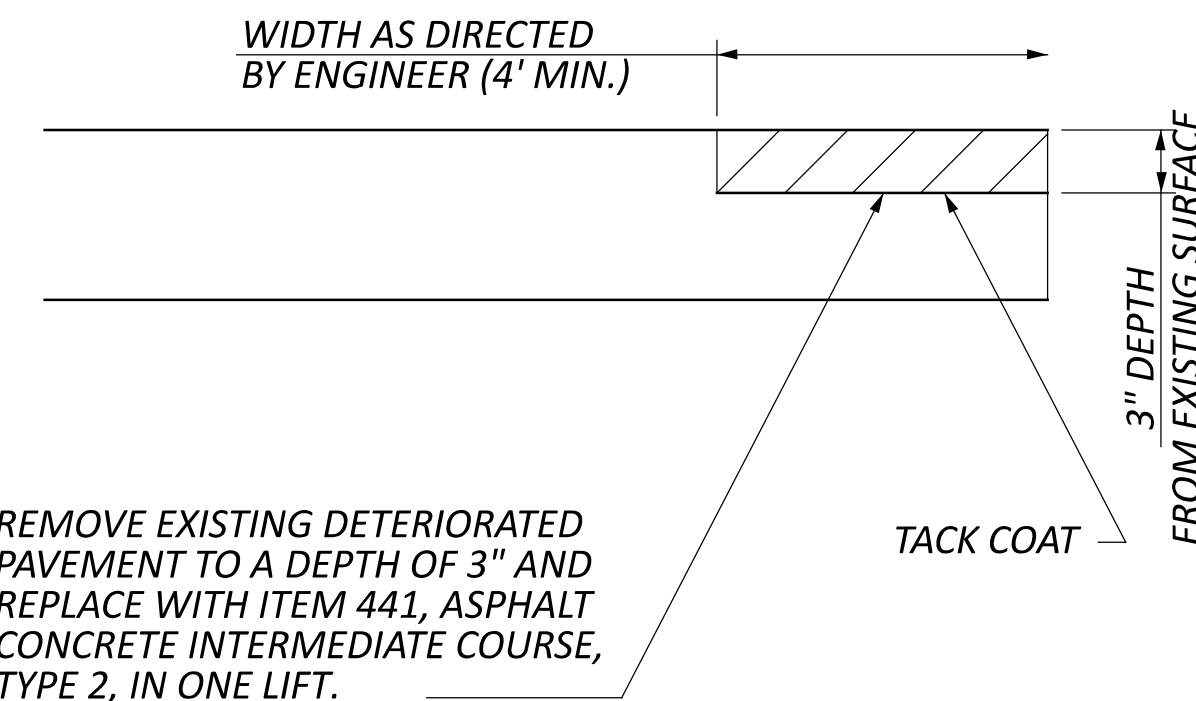 WIDTH AS DIRECTED
BY ENGINEER (4' MIN.)
3" DEPTH
FROM EXISTING SURFACE
TACK COAT
REMOVE EXISTING DETERIORATED
PAVEMENT TO A DEPTH OF 3" AND
REPLACE WITH ITEM 441, ASPHALT
CONCRETE INTERMEDIATE COURSE,
TYPE 2, IN ONE LIFT.